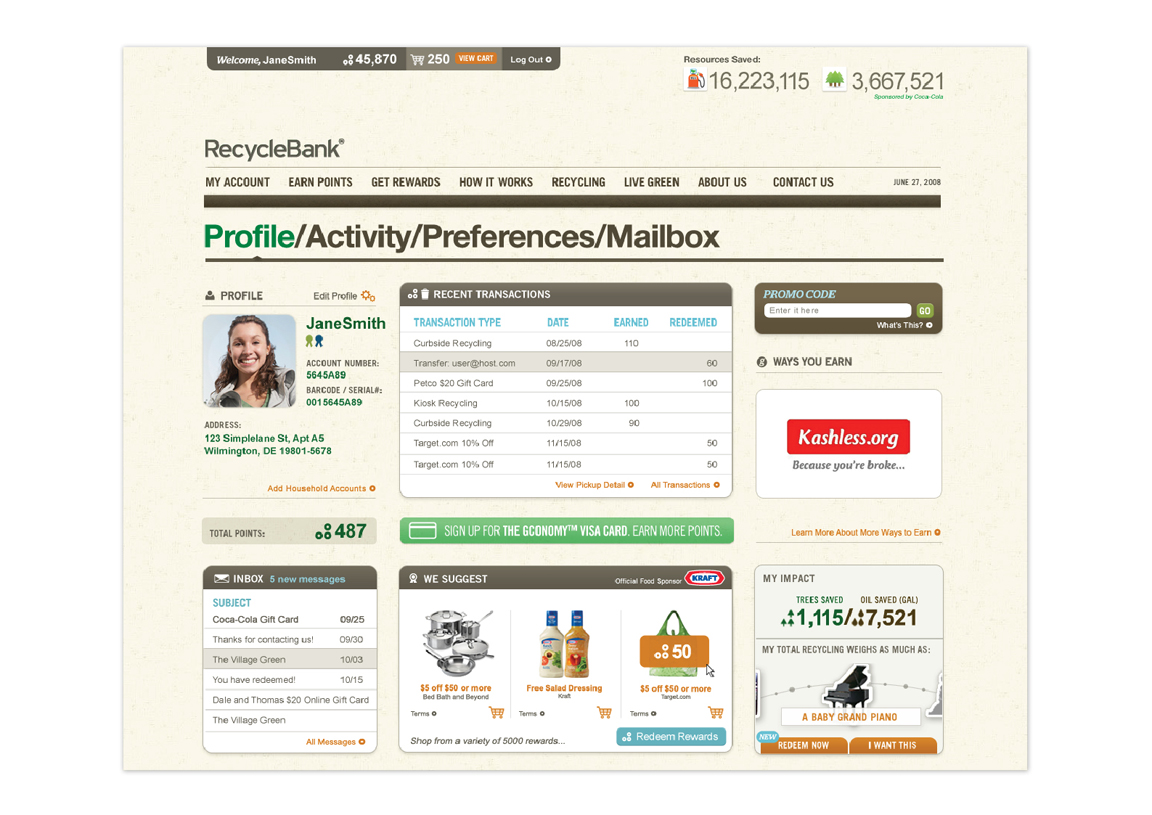 Welcome, JaneSmith 45,870 250 VIEW CART Log Out
Resources Saved:
16,223,115 3,667,521
Sponsored by Coca-Cola
RecycleBank®
MY ACCOUNT EARN POINTS GET REWARDS HOW IT WORKS RECYCLING LIVE GREEN ABOUT US CONTACT US JUNE 27, 2008
Profile/Activity/Preferences/Mailbox
PROFILE Edit Profile
JaneSmith
ACCOUNT NUMBER:
5645A89
BARCODE / SERIAL#:
0015645A89
ADDRESS:
123 Simplelane St, Apt A5
Wilmington, DE 19801-5678
Add Household Accounts
TOTAL POINTS: 487
RECENT TRANSACTIONS
TRANSACTION TYPE DATE EARNED REDEEMED
Curbside Recycling 08/25/08 110
Transfer: user@host.com 09/17/08 60
Petco $20 Gift Card 09/25/08 100
Kiosk Recycling 10/15/08 100
Curbside Recycling 10/29/08 90
Target.com 10% Off 11/15/08 50
Target.com 10% Off 11/15/08 50
View Pickup Detail All Transactions
SIGN UP FOR THE GCONOMY™ VISA CARD. EARN MORE POINTS.
PROMO CODE
Enter it here GO
What's This?
WAYS YOU EARN
Kashless.org
Because you're broke...
Learn More About More Ways to Earn
INBOX 5 new messages
SUBJECT
Coca-Cola Gift Card 09/25
Thanks for contacting us! 09/30
The Village Green 10/03
You have redeemed! 10/15
Dale and Thomas $20 Online Gift Card
The Village Green
All Messages
WE SUGGEST Official Food Sponsor KRAFT
50
$5 off $50 or more
Bed Bath and Beyond
Terms
Free Salad Dressing
Kraft
Terms
$5 off $50 or more
Target.com
Terms
Shop from a variety of 5000 rewards... Redeem Rewards
MY IMPACT
TREES SAVED OIL SAVED (GAL)
1,115/7,521
MY TOTAL RECYCLING WEIGHS AS MUCH AS:
A BABY GRAND PIANO
NEW
REDEEM NOW I WANT THIS